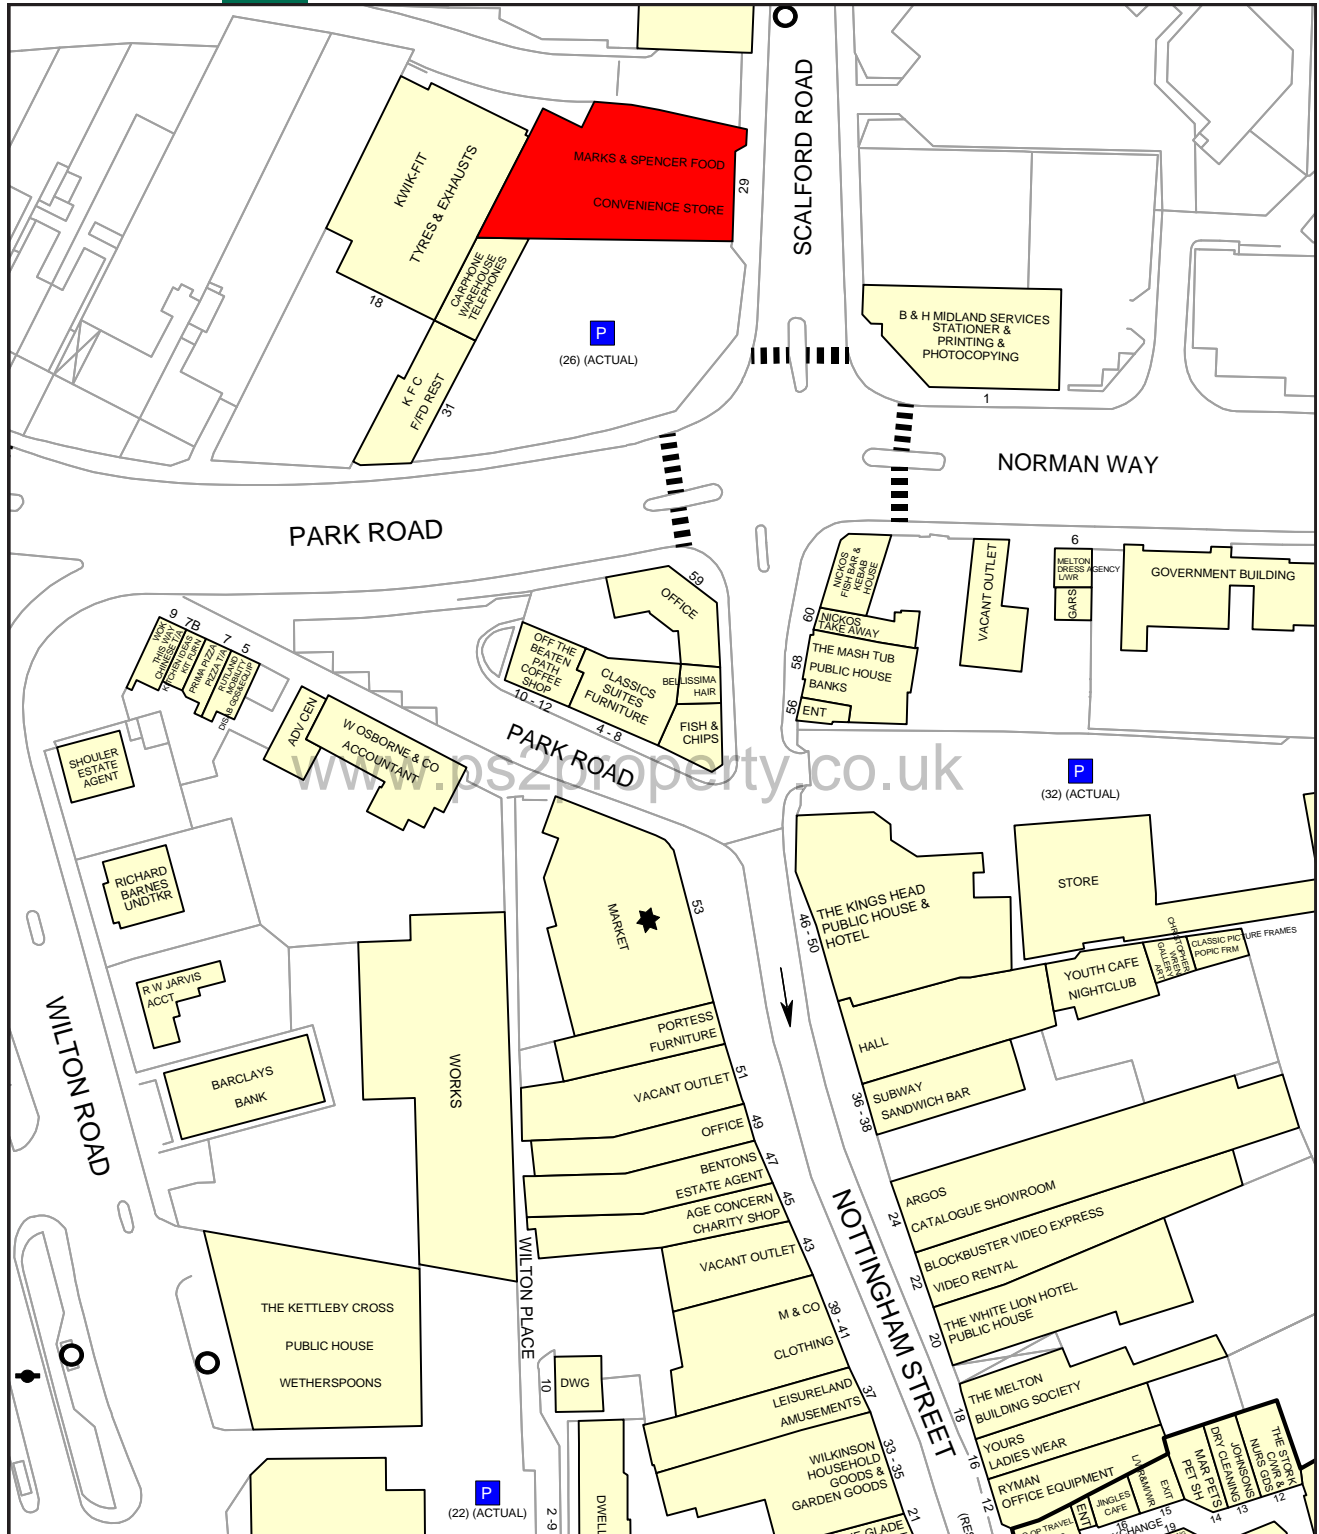 SCALFORD ROAD
MARKS & SPENCER FOOD
CONVENIENCE STORE
29
KWIK-FIT
TYRES & EXHAUSTS
18
CARPHONE
WAREHOUSE
TELEPHONES
P
(26) (ACTUAL)
K F C
F/FD REST
31
B & H MIDLAND SERVICES
STATIONER &
PRINTING &
PHOTOCOPYING
1
NORMAN WAY
PARK ROAD
59
OFFICE
NICKOS
FISH BAR &
KEBAB
HOUSE
60
NICKOS
TAKE AWAY
58
THE MASH TUB
PUBLIC HOUSE
BANKS
56
ENT
VACANT OUTLET
6
MELTON
DRESS AGENCY
L/WR
GARS
GOVERNMENT BUILDING
9
7B
7
5
WOK
THIS WAY
CHINESE T/A
KITCHEN IDEAS
KIT FURN
PRIMA PIZZA
PIZZA T/A
RUTLAND
MOBILITY
DISAB GDS&EQUIP
OFF THE
BEATEN
PATH
COFFEE
SHOP
10 - 12
CLASSICS
SUITES
FURNITURE
4 - 8
BELLISSIMA
HAIR
FISH &
CHIPS
ADV CEN
W OSBORNE & CO
ACCOUNTANT
PARK ROAD
SHOULER
ESTATE
AGENT
www.ps2property.co.uk
P
(32) (ACTUAL)
RICHARD
BARNES
UNDTKR
R W JARVIS
ACCT
BARCLAYS
BANK
WILTON ROAD
WORKS
MARKET
53
THE KINGS HEAD
PUBLIC HOUSE &
HOTEL
46 - 50
STORE
CHRISTOPHER
WREN
GALLERY
ART
CLASSIC PICTURE FRAMES
POPIC FRM
YOUTH CAFE
NIGHTCLUB
HALL
SUBWAY
SANDWICH BAR
36 - 38
PORTESS
FURNITURE
VACANT OUTLET
51
OFFICE
49
BENTONS
ESTATE AGENT
47
AGE CONCERN
CHARITY SHOP
45
VACANT OUTLET
43
M & CO
CLOTHING
39 - 41
LEISURELAND
AMUSEMENTS
37
WILKINSON
HOUSEHOLD
GOODS &
GARDEN GOODS
33 - 35
21
NOTTINGHAM STREET
ARGOS
CATALOGUE SHOWROOM
24
BLOCKBUSTER VIDEO EXPRESS
VIDEO RENTAL
22
THE WHITE LION HOTEL
PUBLIC HOUSE
20
THE MELTON
BUILDING SOCIETY
18
YOURS
LADIES WEAR
16
RYMAN
OFFICE EQUIPMENT
12
ENT
JINGLES
CAFE
16
L/WR&M/WR
EXIT
15
MAR PETS
PET SH
14
JOHNSONS
DRY CLEANING
13
THE STORK
C/WR &
NURS GDS
12
19
THE KETTLEBY CROSS
PUBLIC HOUSE
WETHERSPOONS
WILTON PLACE
10
DWG
P
(22) (ACTUAL)
2 - 9